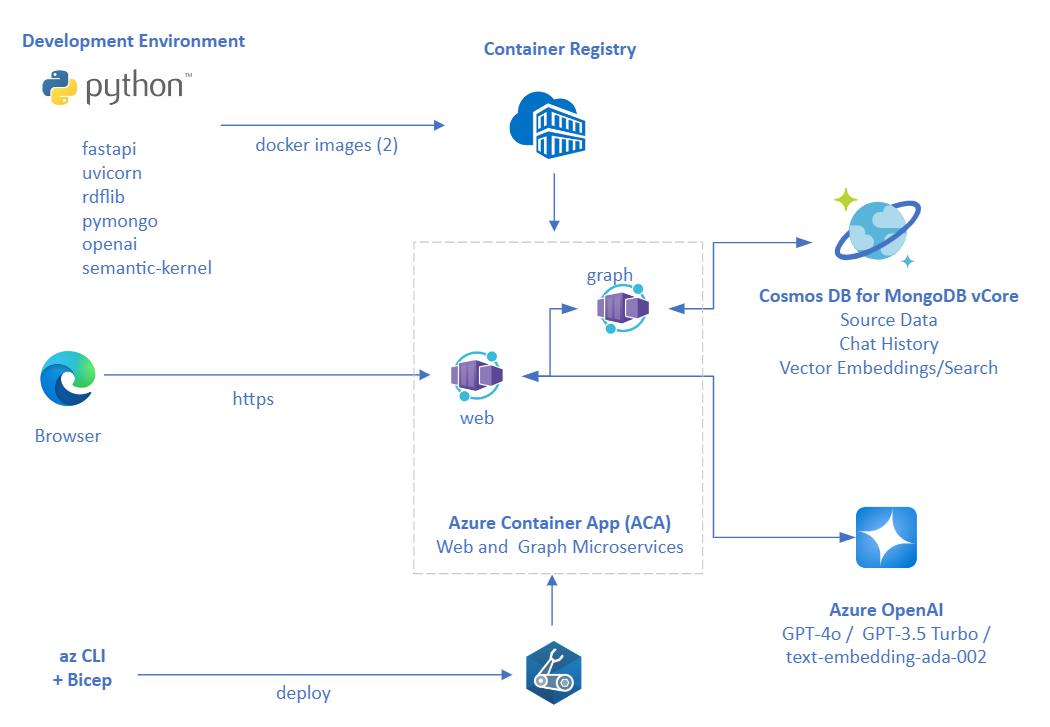 Development Environment
python™
fastapi
uvicorn
rdflib
pymongo
openai
semantic-kernel
docker images (2)
Container Registry
graph
Cosmos DB for MongoDB vCore
Source Data
Chat History
Vector Embeddings/Search
Browser
https
web
Azure Container App (ACA)
Web and  Graph Microservices
Azure OpenAI
GPT-4o /  GPT-3.5 Turbo /
text-embedding-ada-002
az CLI
+ Bicep
deploy